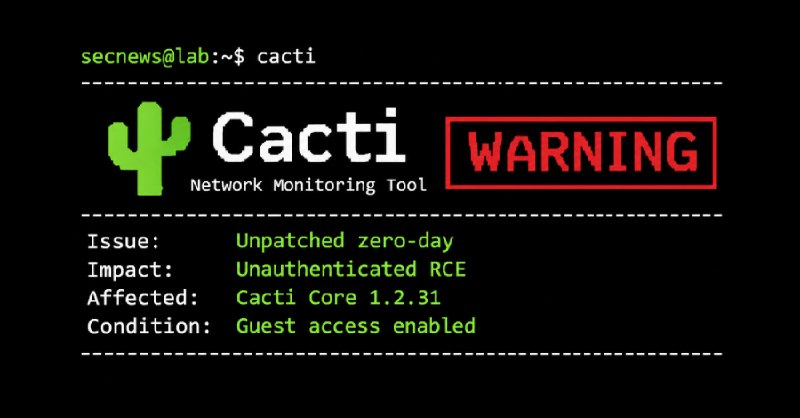 secnews@lab:~$ cacti
Cacti
Network Monitoring Tool
WARNING
Issue: Unpatched zero-day
Impact: Unauthenticated RCE
Affected: Cacti Core 1.2.31
Condition: Guest access enabled